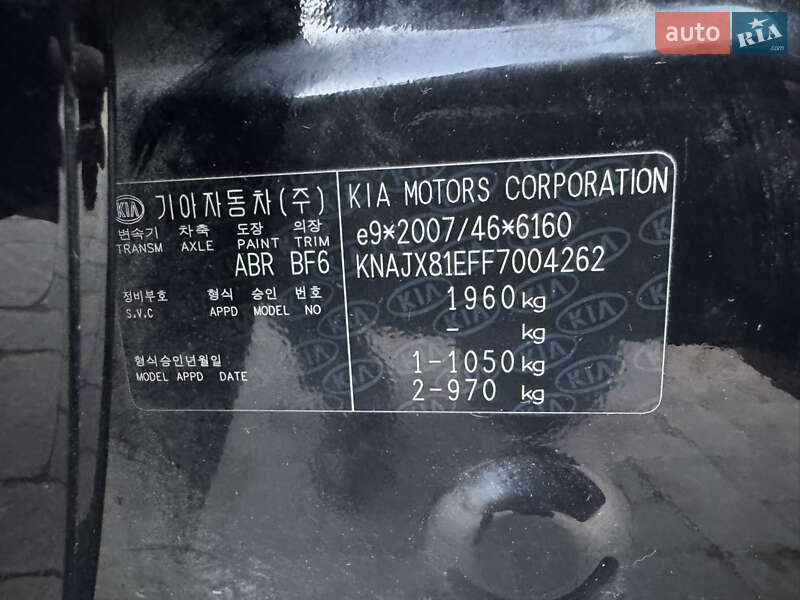 auto RIA
.com
KIA 기아자동차(주)
변속기 차축 도장 외장
TRANSM AXLE PAINT TRIM
ABR BF6
정비부호 형식 승인 번호
S.V.C APPD MODEL NO
형식승인년월일
MODEL APPD DATE
KIA MOTORS CORPORATION
e9*2007/46*6160
KNAJX81EFF7004262
1960 kg
- kg
1-1050 kg
2-970 kg